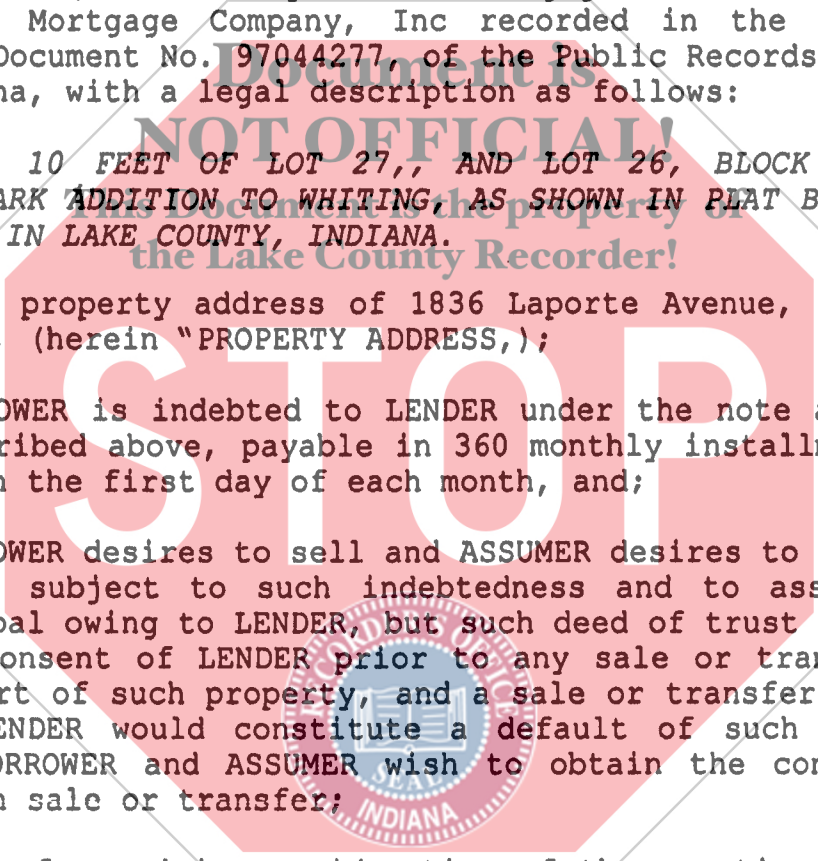 Mortgage Company, Inc recorded in the
Document No. 97044277, of the Public Records
na, with a legal description as follows:
10 FEET OF LOT 27,, AND LOT 26, BLOCK
ARK ADDITION TO WHITING, AS SHOWN IN PLAT B
IN LAKE COUNTY, INDIANA.
property address of 1836 Laporte Avenue,
(herein "PROPERTY ADDRESS,);
OWER is indebted to LENDER under the note a
ribed above, payable in 360 monthly install
n the first day of each month, and;
OWER desires to sell and ASSUMER desires to
subject to such indebtedness and to ass
pal owing to LENDER, but such deed of trust
onsent of LENDER prior to any sale or tran
rt of such property, and a sale or transfer
ENDER would constitute a default of such
ORROWER and ASSUMER wish to obtain the con
n sale or transfer;
Document is
NOT OFFICIAL!
This Document is the property of
the Lake County Recorder!
STOP
RECORDER'S OFFICE
SEAL
INDIANA